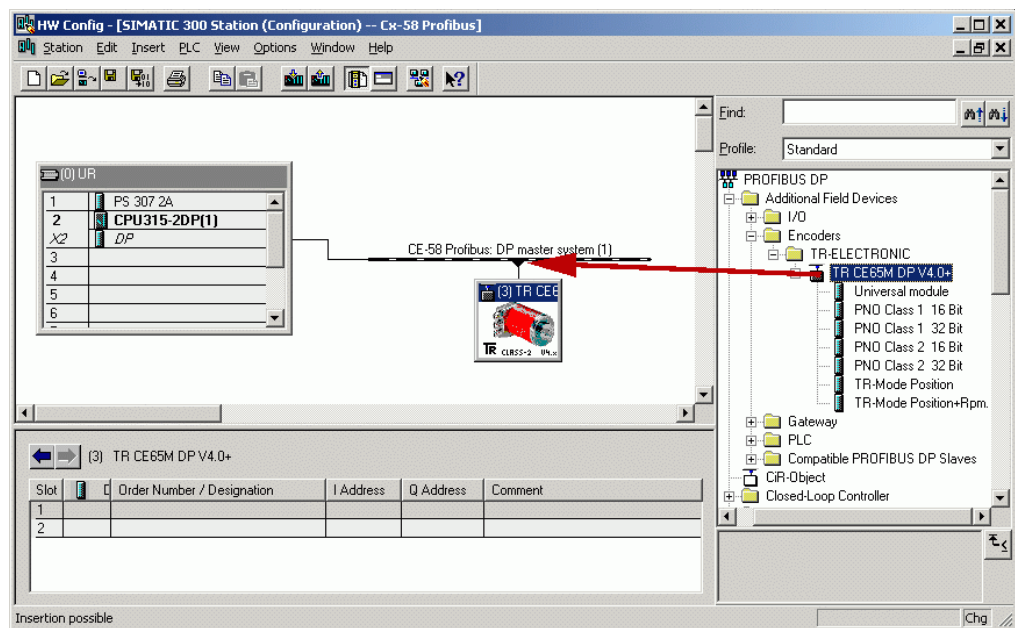 HW Config - [SIMATIC 300 Station (Configuration) -- Cx-58 Profibus]
Station Edit Insert PLC View Options Window Help
(0) UR
1 PS 307 2A
2 CPU315-2DP(1)
X2 DP
3
4
5
6
CE-58 Profibus: DP master system (1)
(3) TR CE6
TR CLASS-2 V4.x
Find:
Profile: Standard
PROFIBUS DP
Additional Field Devices
I/O
Encoders
TR-ELECTRONIC
TR CE65M DP V4.0+
Universal module
PNO Class 1 16 Bit
PNO Class 1 32 Bit
PNO Class 2 16 Bit
PNO Class 2 32 Bit
TR-Mode Position
TR-Mode Position+Rpm.
Gateway
PLC
Compatible PROFIBUS DP Slaves
CiR-Object
Closed-Loop Controller
(3) TR CE65M DP V4.0+
Slot Order Number / Designation I Address Q Address Comment
1
2
Insertion possible
Chg